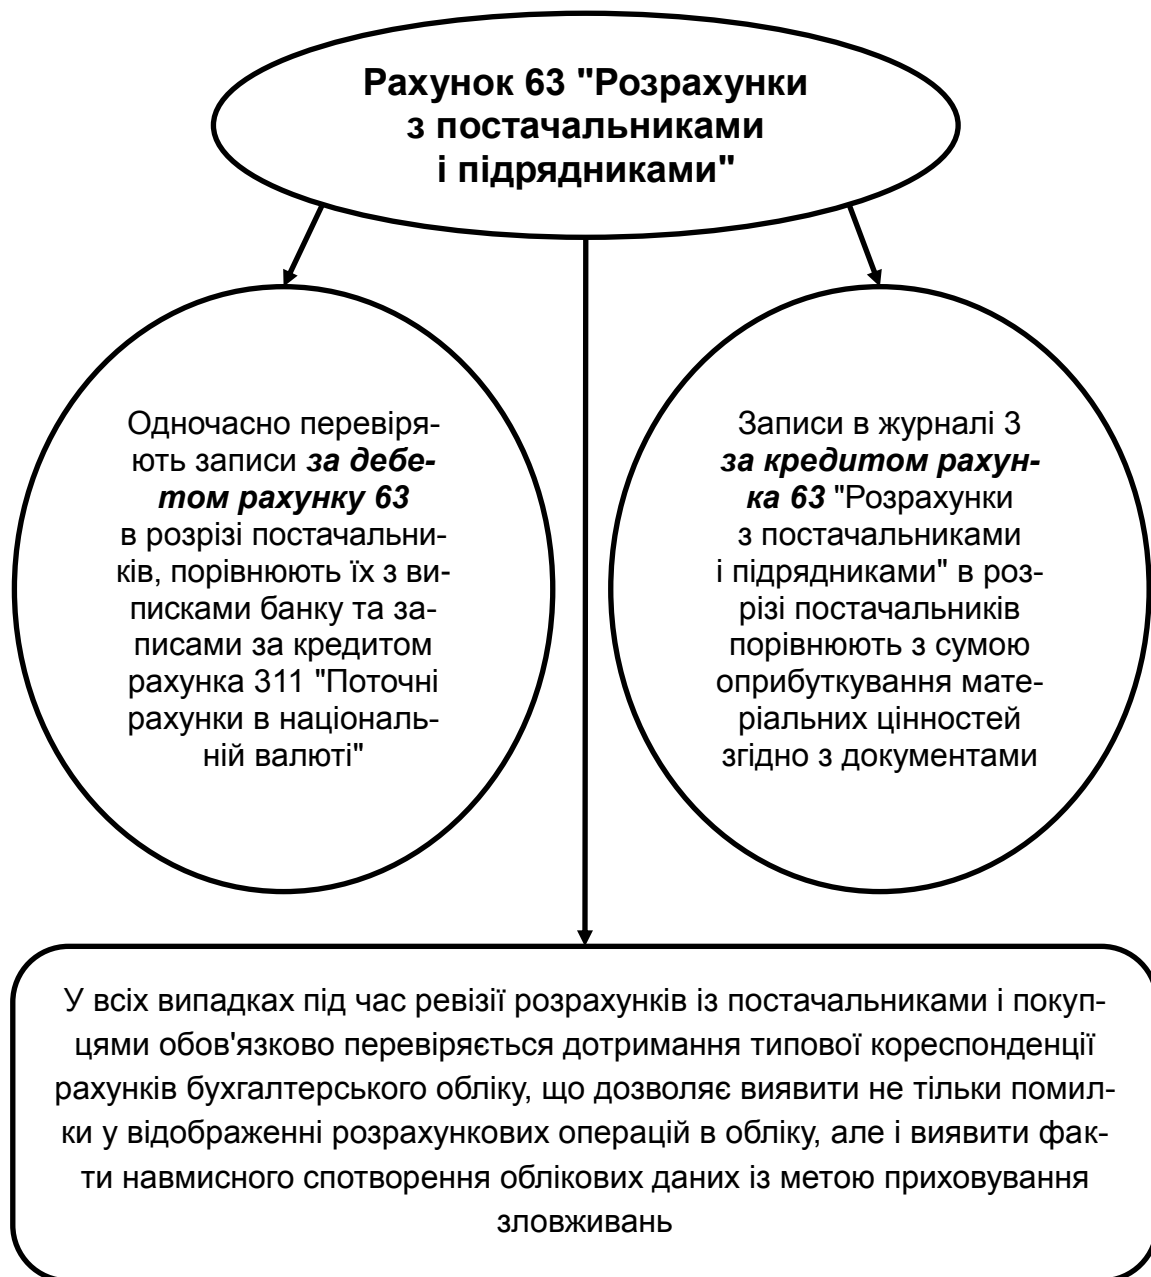 Рахунок 63 "Розрахунки
з постачальниками
і підрядниками"
Одночасно перевіря-
ють записи за дебе-
том рахунку 63
в розрізі постачальни-
ків, порівнюють їх з ви-
писками банку та за-
писами за кредитом
рахунка 311 "Поточні
рахунки в національ-
ній валюті"
Записи в журналі 3
за кредитом рахун-
ка 63 "Розрахунки
з постачальниками
і підрядниками" в роз-
різі постачальників
порівнюють з сумою
оприбуткування мате-
ріальних цінностей
згідно з документами
У всіх випадках під час ревізії розрахунків із постачальниками і покуп-
цями обов'язково перевіряється дотримання типової кореспонденції
рахунків бухгалтерського обліку, що дозволяє виявити не тільки помил-
ки у відображенні розрахункових операцій в обліку, але і виявити фак-
ти навмисного спотворення облікових даних із метою приховування
зловживань